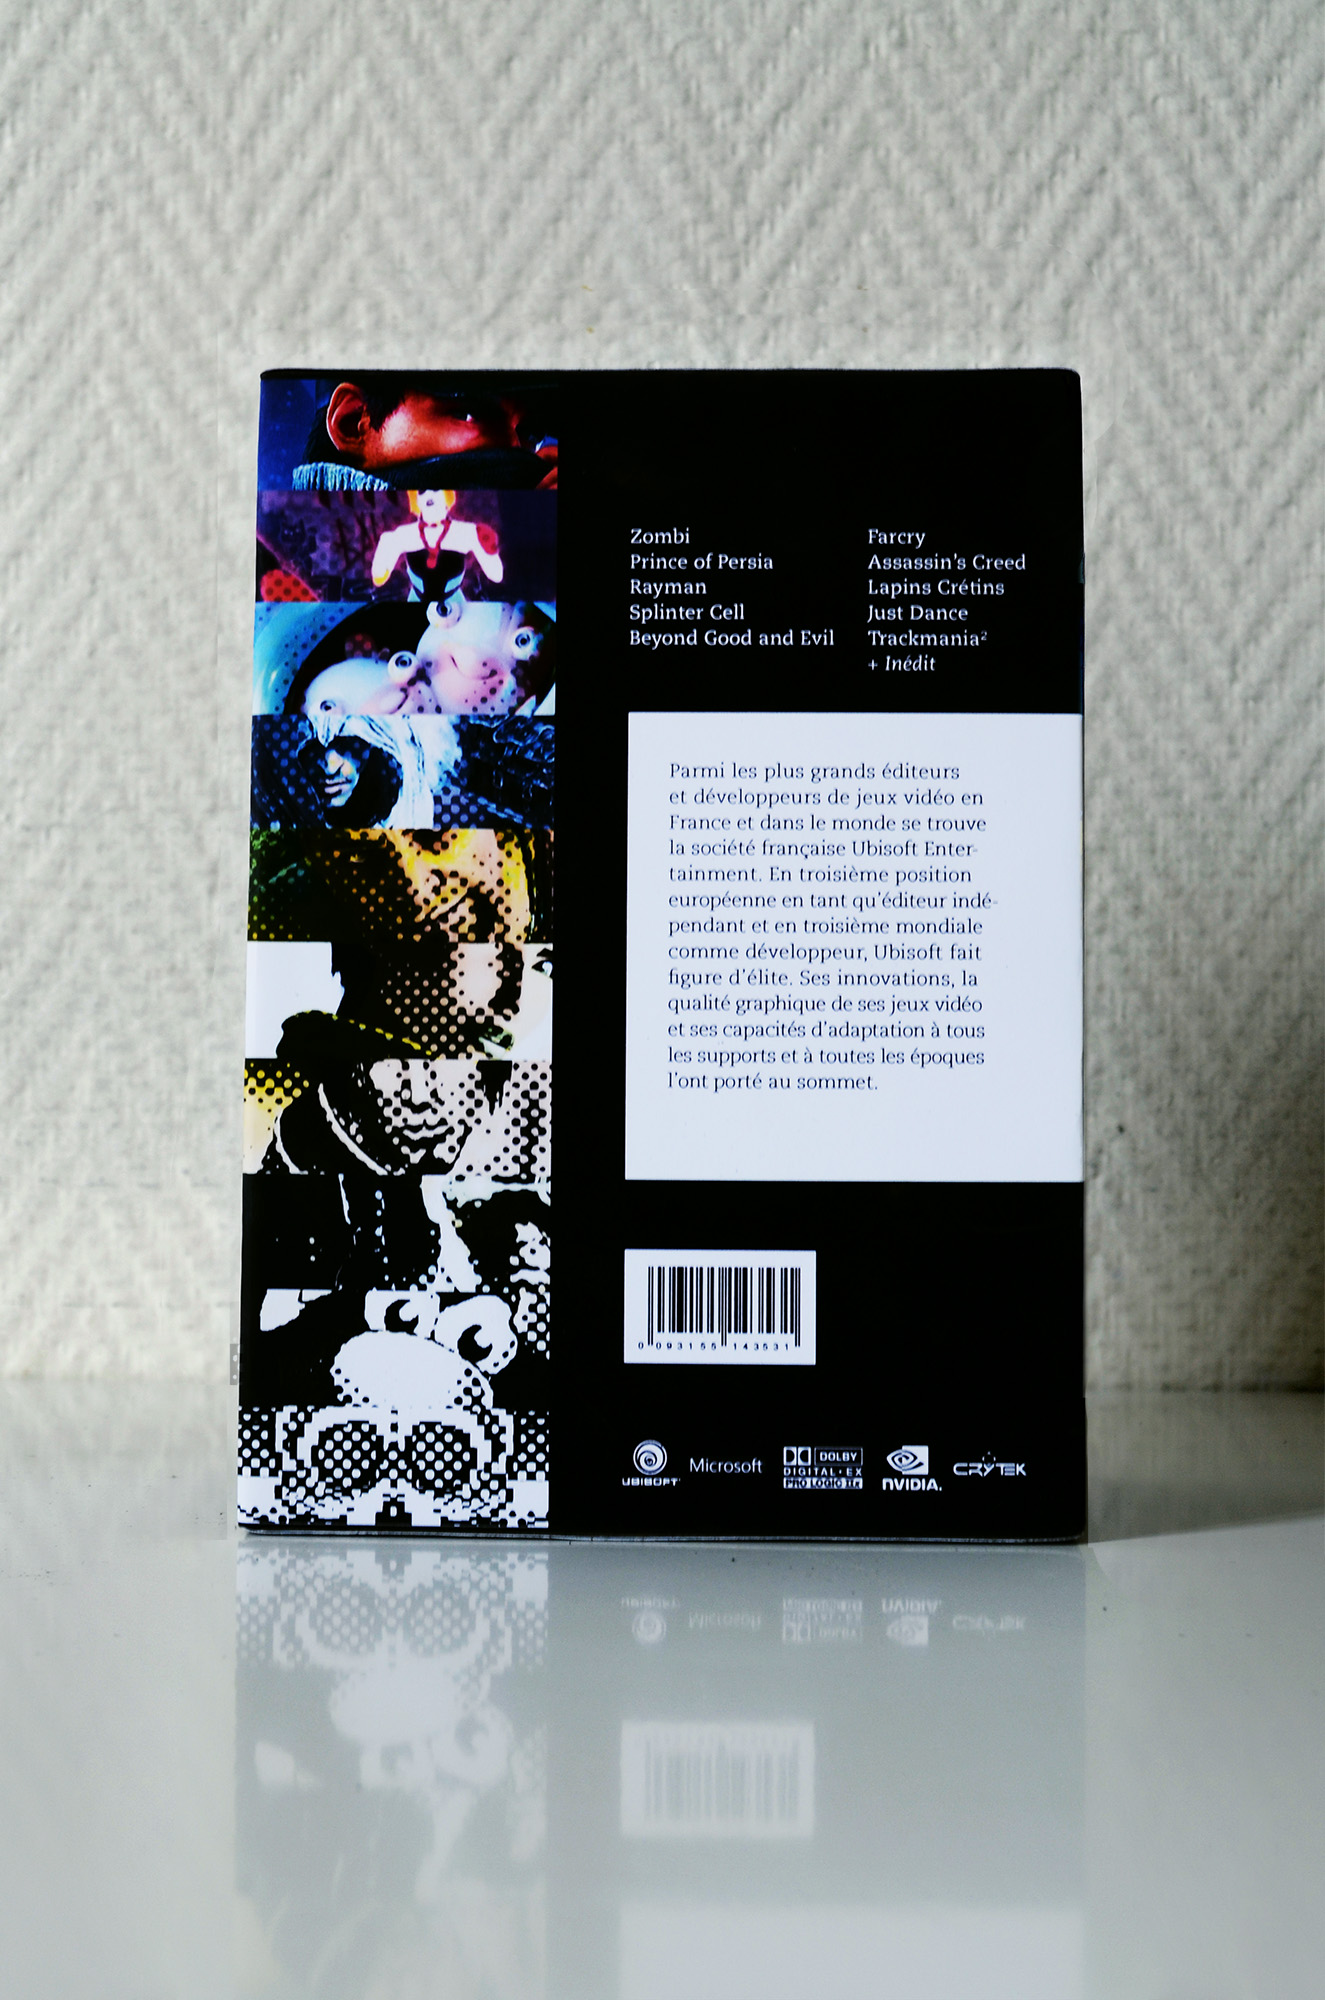 Zombi
Prince of Persia
Rayman
Splinter Cell
Beyond Good and Evil
Farcry
Assassin's Creed
Lapins Crétins
Just Dance
Trackmania²
+ Inédit
Parmi les plus grands éditeurs
et développeurs de jeux vidéo en
France et dans le monde se trouve
la société française Ubisoft Enter-
tainment. En troisième position
européenne en tant qu'éditeur indé-
pendant et en troisième mondiale
comme développeur, Ubisoft fait
figure d'élite. Ses innovations, la
qualité graphique de ses jeux vidéo
et ses capacités d'adaptation à tous
les supports et à toutes les époques
l'ont porté au sommet.
0 093155 143531
UBISOFT
Microsoft
DOLBY
DIGITAL·EX
PRO LOGIC IIx
NVIDIA.
CRYTEK